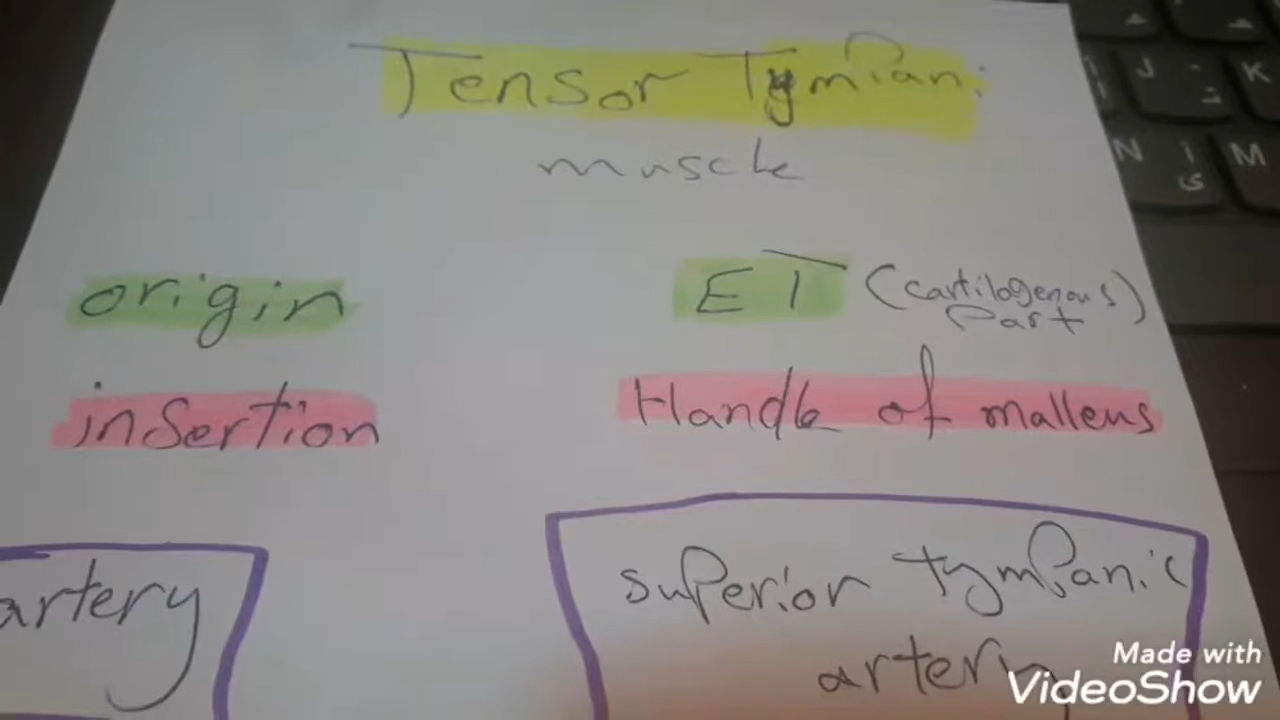 Tensor Tympani
muscle
origin
ET (cartilogenous)
Part
insertion
Handle of malleus
artery
superior tympanic
artery
J
K
N
M
ى
Made with
VideoShow